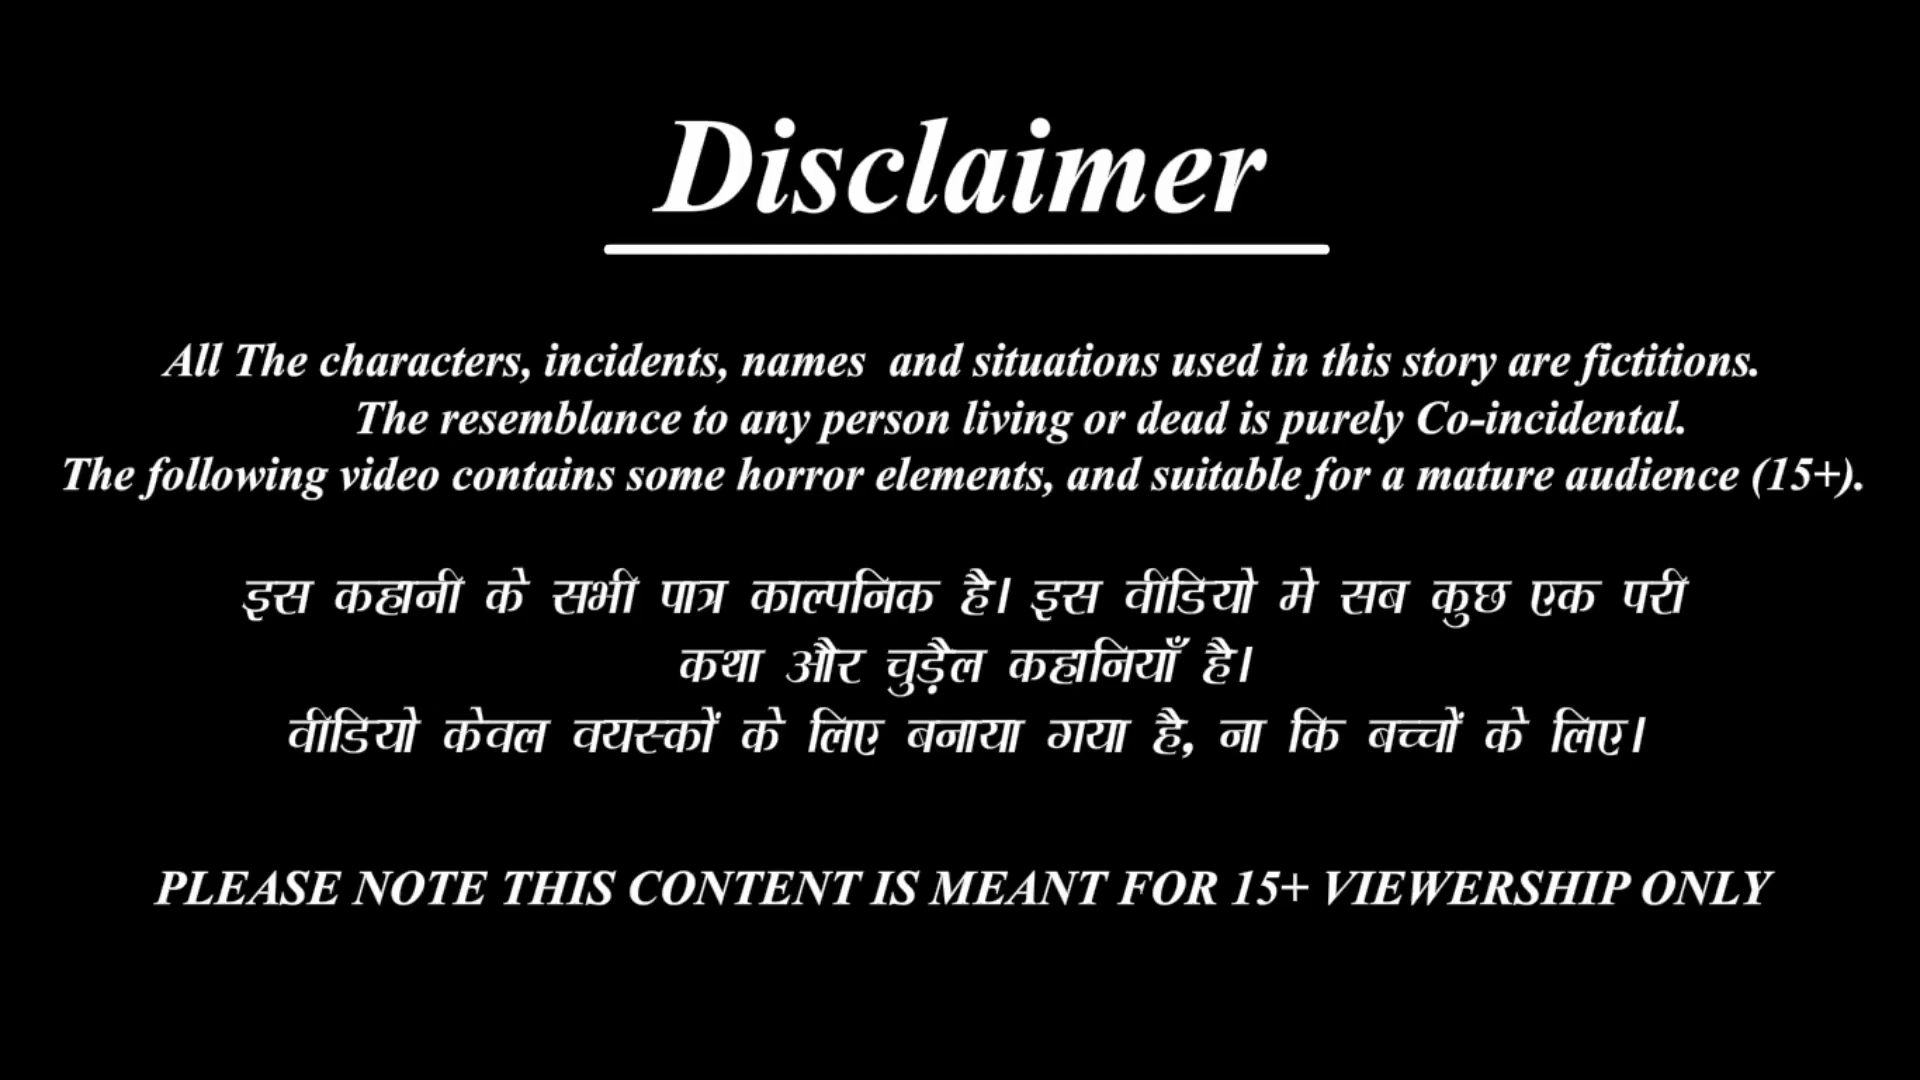 Disclaimer
All The characters, incidents, names and situations used in this story are fictitions.
The resemblance to any person living or dead is purely Co-incidental.
The following video contains some horror elements, and suitable for a mature audience (15+).
इस कहानी के सभी पात्र काल्पनिक है। इस वीडियो मे सब कुछ एक परी
कथा और चुड़ैल कहानियाँ है।
वीडियो केवल वयस्कों के लिए बनाया गया है, ना कि बच्चों के लिए।
PLEASE NOTE THIS CONTENT IS MEANT FOR 15+ VIEWERSHIP ONLY